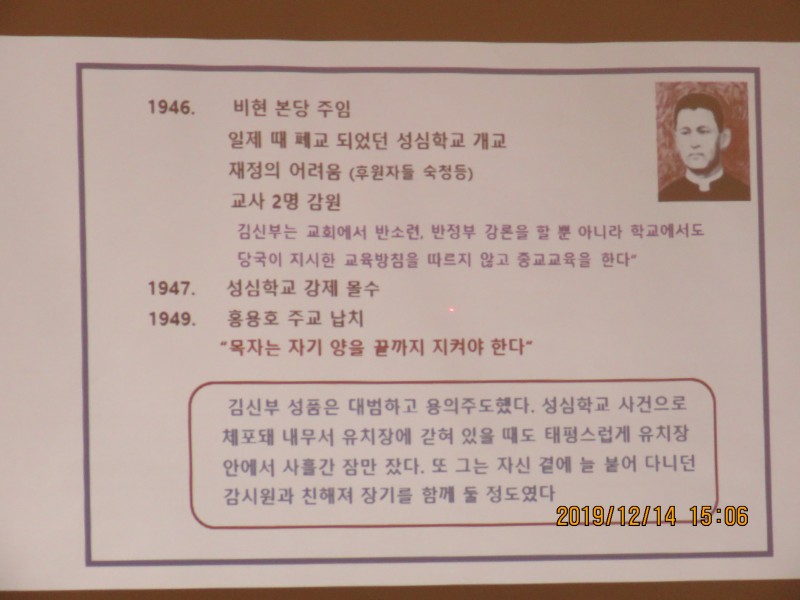 1946. 비현 본당 주임
일제 때 폐교 되었던 성심학교 개교
재정의 어려움 (후원자들 숙청등)
교사 2명 감원
김신부는 교회에서 반소련, 반정부 강론을 할 뿐 아니라 학교에서도
당국이 지시한 교육방침을 따르지 않고 종교교육을 한다"
1947. 성심학교 강제 몰수
1949. 홍용호 주교 납치
"목자는 자기 양을 끝까지 지켜야 한다"
김신부 성품은 대범하고 용의주도했다. 성심학교 사건으로
체포돼 내무서 유치장에 갇혀 있을 때도 태평스럽게 유치장
안에서 사흘간 잠만 잤다. 또 그는 자신 곁에 늘 붙어 다니던
감시원과 친해져 장기를 함께 둘 정도였다
2019/12/14 15:06